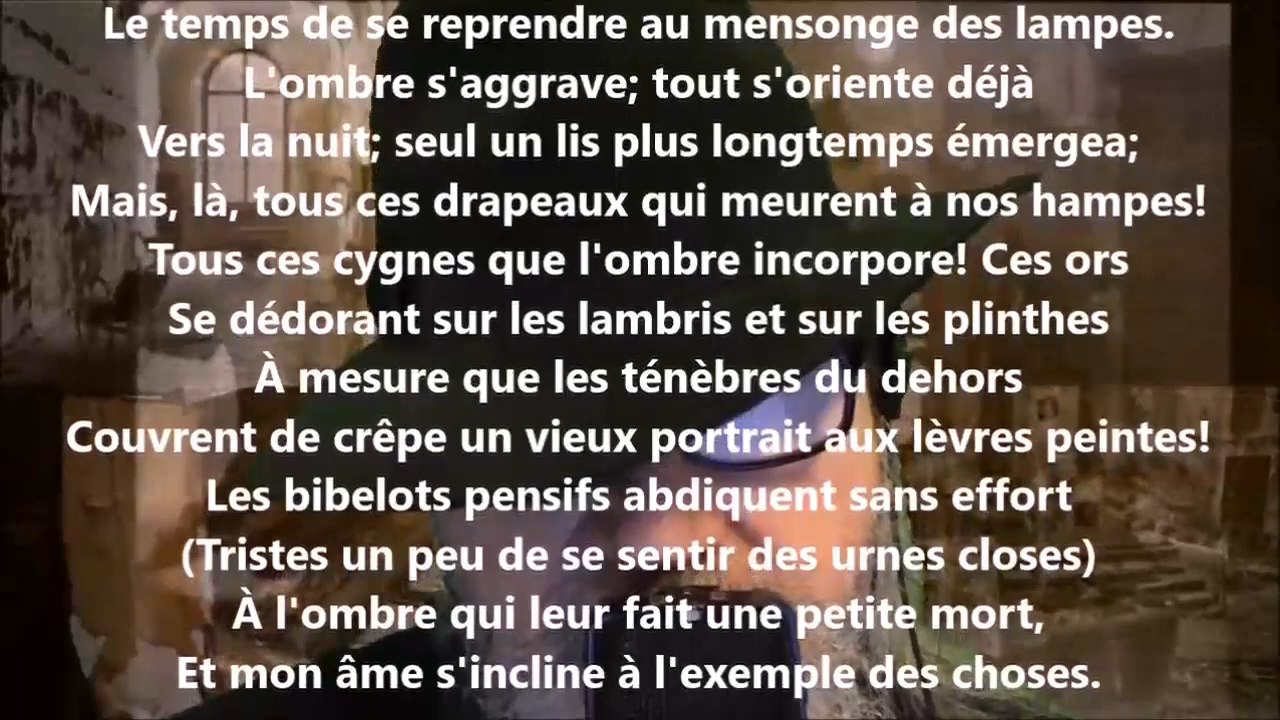 Le temps de se reprendre au mensonge des lampes.
L'ombre s'aggrave; tout s'oriente déjà
Vers la nuit; seul un lis plus longtemps émergea;
Mais, là, tous ces drapeaux qui meurent à nos hampes!
Tous ces cygnes que l'ombre incorpore! Ces ors
Se dédorant sur les lambris et sur les plinthes
À mesure que les ténèbres du dehors
Couvrent de crêpe un vieux portrait aux lèvres peintes!
Les bibelots pensifs abdiquent sans effort
(Tristes un peu de se sentir des urnes closes)
À l'ombre qui leur fait une petite mort,
Et mon âme s'incline à l'exemple des choses.